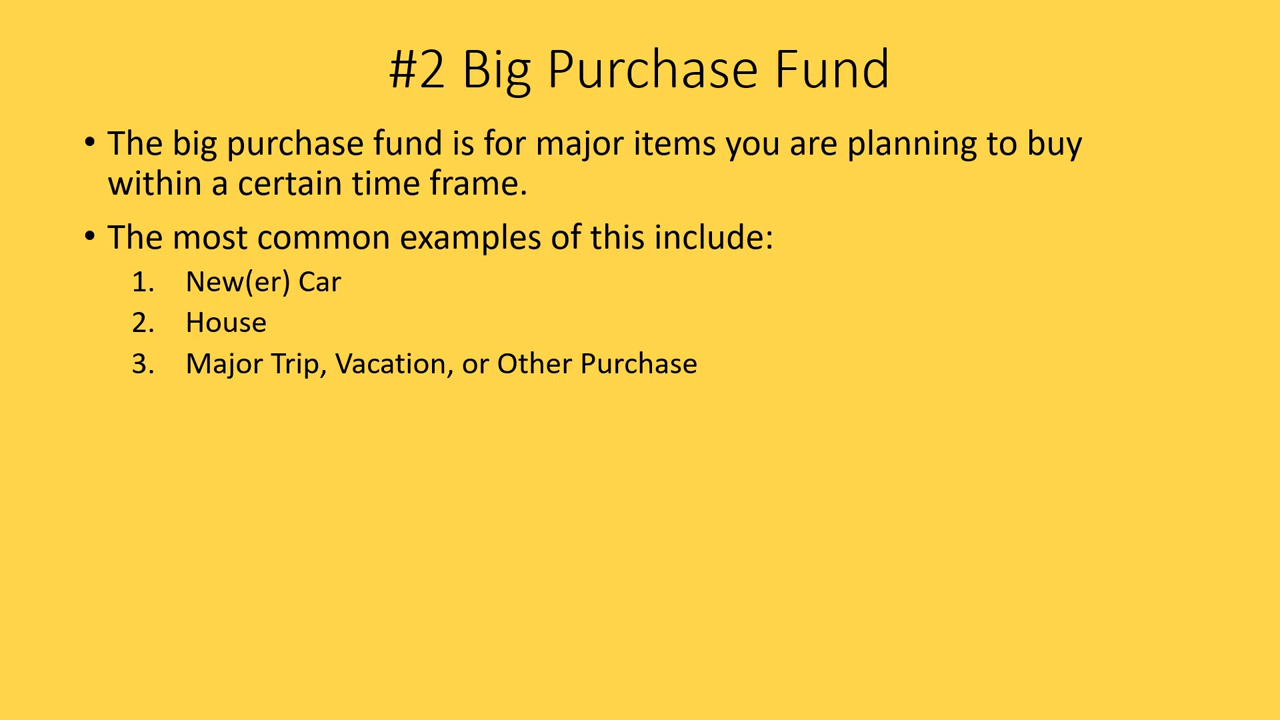 #2 Big Purchase Fund
• The big purchase fund is for major items you are planning to buy
within a certain time frame.
• The most common examples of this include:
1. New(er) Car
2. House
3. Major Trip, Vacation, or Other Purchase